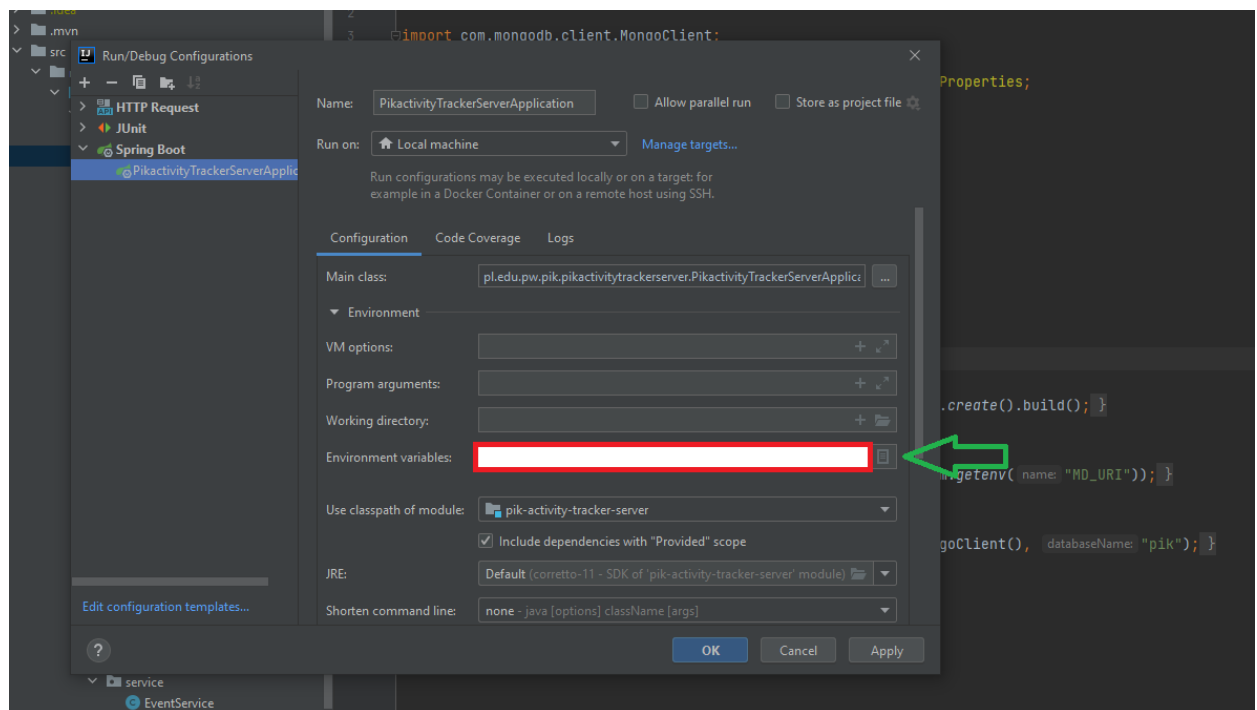 .idea
.mvn
src
2
3 import com.mongodb.client.MongoClient;
Properties;
.create().build(); }
getenv( name: "MD_URI")); }
goClient(), databaseName: "pik"); }
Run/Debug Configurations
HTTP Request
JUnit
Spring Boot
PikactivityTrackerServerApplic
Edit configuration templates...
Name: PikactivityTrackerServerApplication Allow parallel run Store as project file
Run on: Local machine Manage targets...
Run configurations may be executed locally or on a target: for
example in a Docker Container or on a remote host using SSH.
Configuration Code Coverage Logs
Main class: pl.edu.pw.pik.pikactivitytrackerserver.PikactivityTrackerServerApplica ...
Environment
VM options:
Program arguments:
Working directory:
Environment variables:
Use classpath of module: pik-activity-tracker-server
Include dependencies with "Provided" scope
JRE: Default (corretto-11 - SDK of 'pik-activity-tracker-server' module)
Shorten command line: none - java [options] className [args]
? OK Cancel Apply
service
EventService